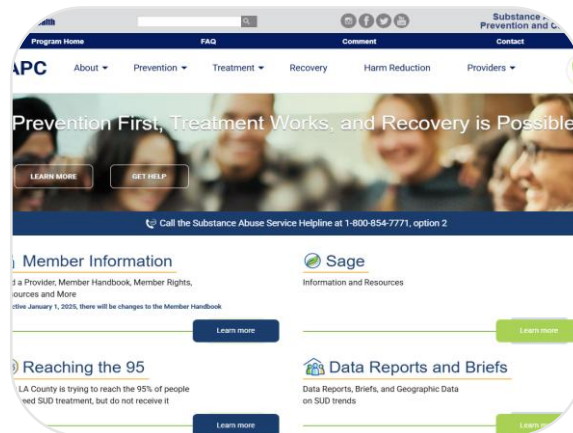 Health
Substance A
Prevention and C
Program Home FAQ Comment Contact
APC About Prevention Treatment Recovery Harm Reduction Providers
Prevention First, Treatment Works, and Recovery is Possible
LEARN MORE GET HELP
Call the Substance Abuse Service Helpline at 1-800-854-7771, option 2
Member Information
d a Provider, Member Handbook, Member Rights,
ources and More
ctive January 1, 2025, there will be changes to the Member Handbook
Learn more
Sage
Information and Resources
Learn more
Reaching the 95
LA County is trying to reach the 95% of people
eed SUD treatment, but do not receive it
Learn more
Data Reports and Briefs
Data Reports, Briefs, and Geographic Data
on SUD trends
Learn more